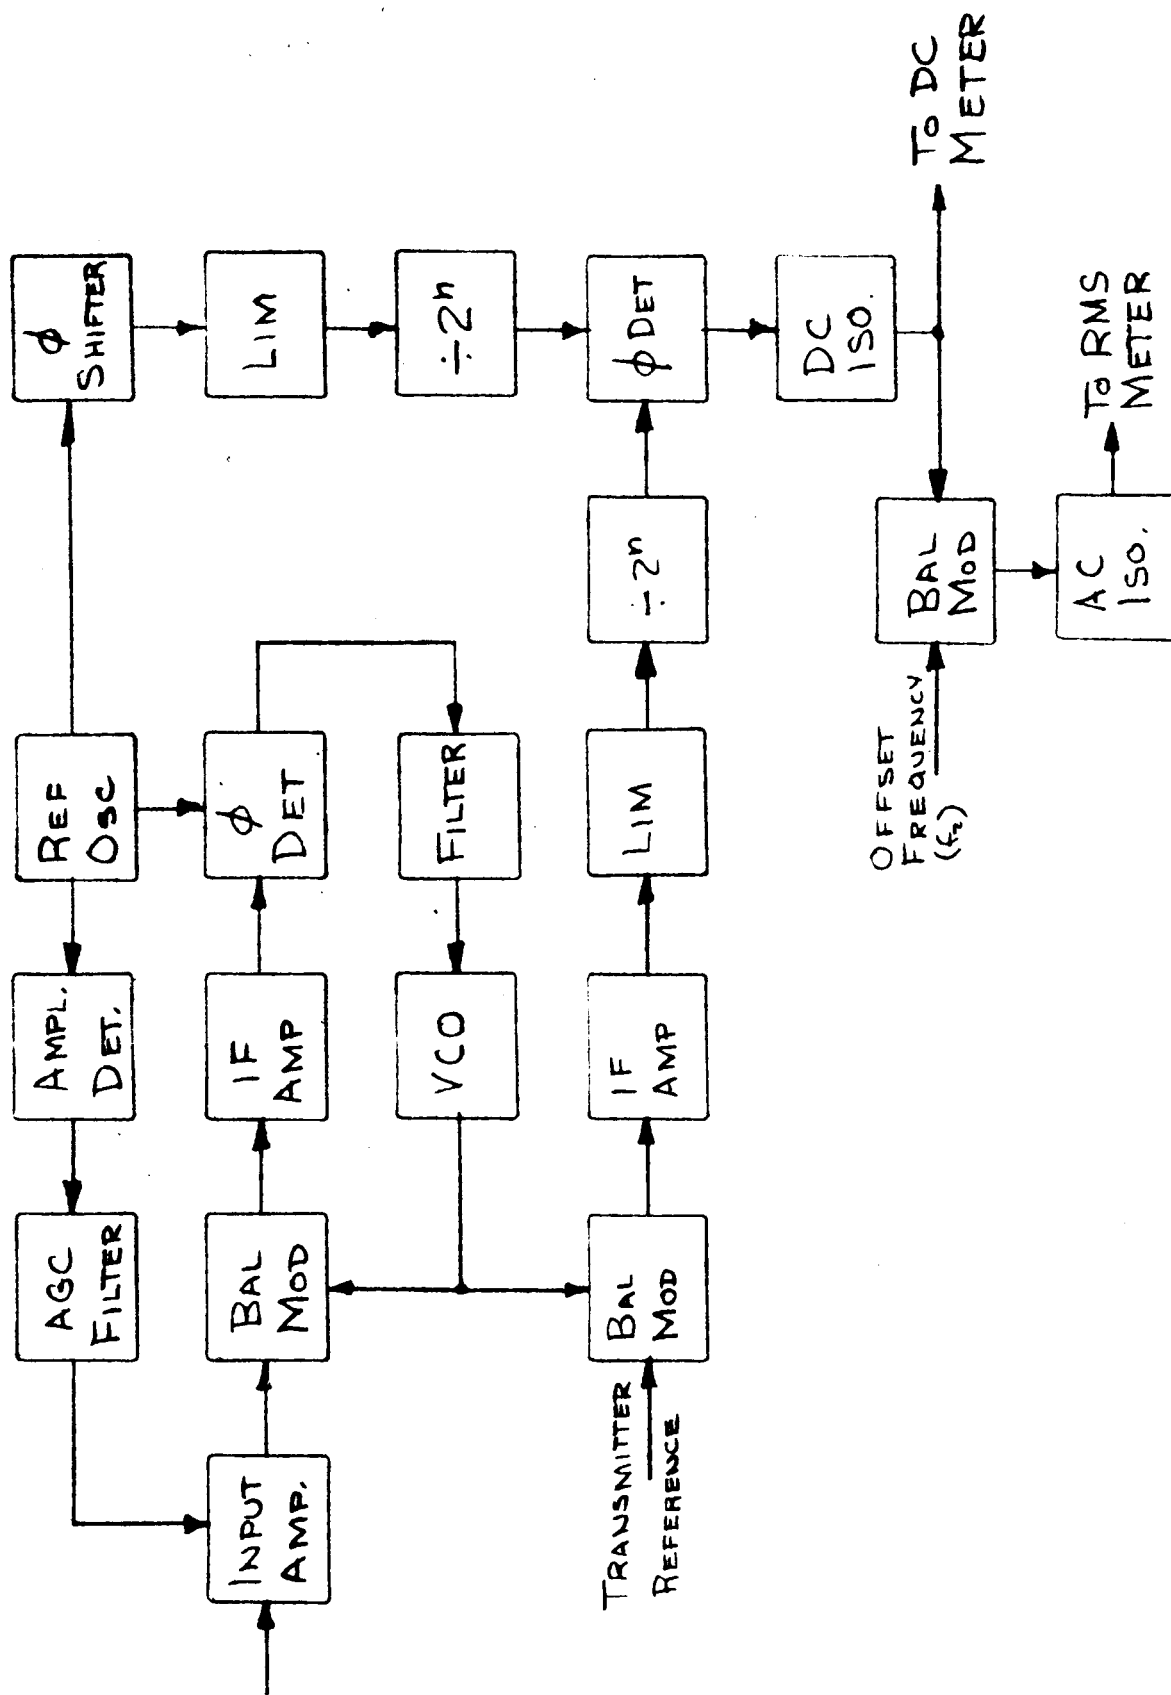 AGC
FILTER
AMPL.
DET.
REF
OSC
ϕ
SHIFTER
INPUT
AMP.
BAL
MOD
IF
AMP
ϕ
DET
LIM
VCO
FILTER
÷2ⁿ
TRANSMITTER
REFERENCE
BAL
MOD
IF
AMP
LIM
÷2ⁿ
ϕ DET
DC
ISO.
OFFSET
FREQUENCY
(f₂)
BAL
MOD
TO DC
METER
AC
ISO.
TO RMS
METER